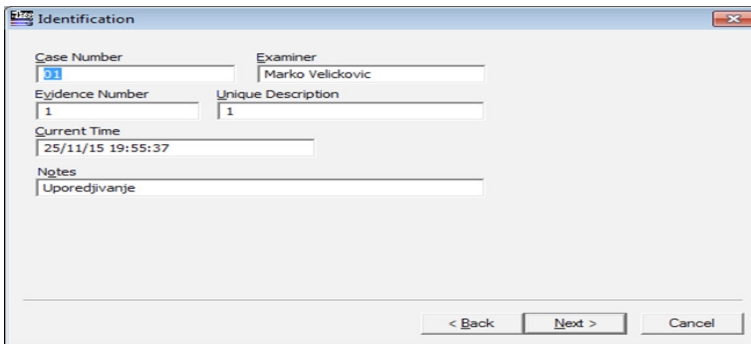 Identification
Case Number Examiner
01 Marko Velickovic
Evidence Number Unique Description
1 1
Current Time
25/11/15 19:55:37
Notes
Uporedjivanje
< Back Next > Cancel